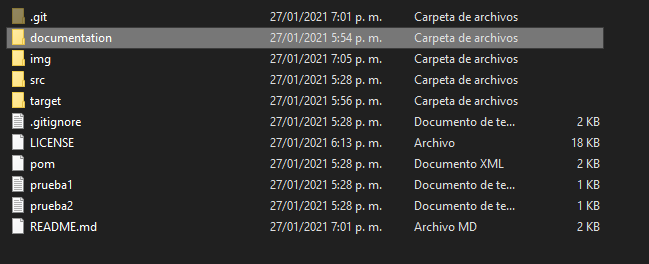 .git 27/01/2021 7:01 p. m. Carpeta de archivos
documentation 27/01/2021 5:54 p. m. Carpeta de archivos
img 27/01/2021 7:05 p. m. Carpeta de archivos
src 27/01/2021 5:28 p. m. Carpeta de archivos
target 27/01/2021 5:56 p. m. Carpeta de archivos
.gitignore 27/01/2021 5:28 p. m. Documento de te... 2 KB
LICENSE 27/01/2021 6:13 p. m. Archivo 18 KB
pom 27/01/2021 5:28 p. m. Documento XML 2 KB
prueba1 27/01/2021 5:28 p. m. Documento de te... 1 KB
prueba2 27/01/2021 5:28 p. m. Documento de te... 1 KB
README.md 27/01/2021 7:01 p. m. Archivo MD 2 KB